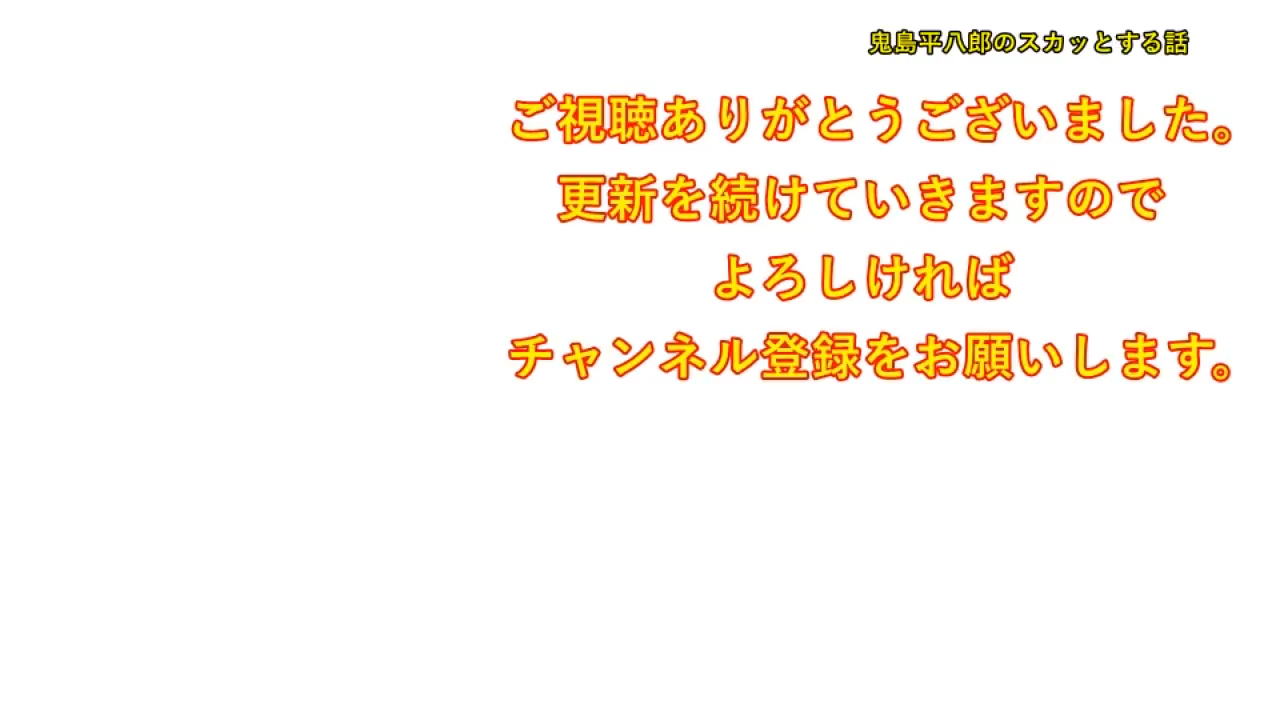 鬼島平八郎のスカッとする話
ご視聴ありがとうございました。
更新を続けていきますので
よろしければ
チャンネル登録をお願いします。